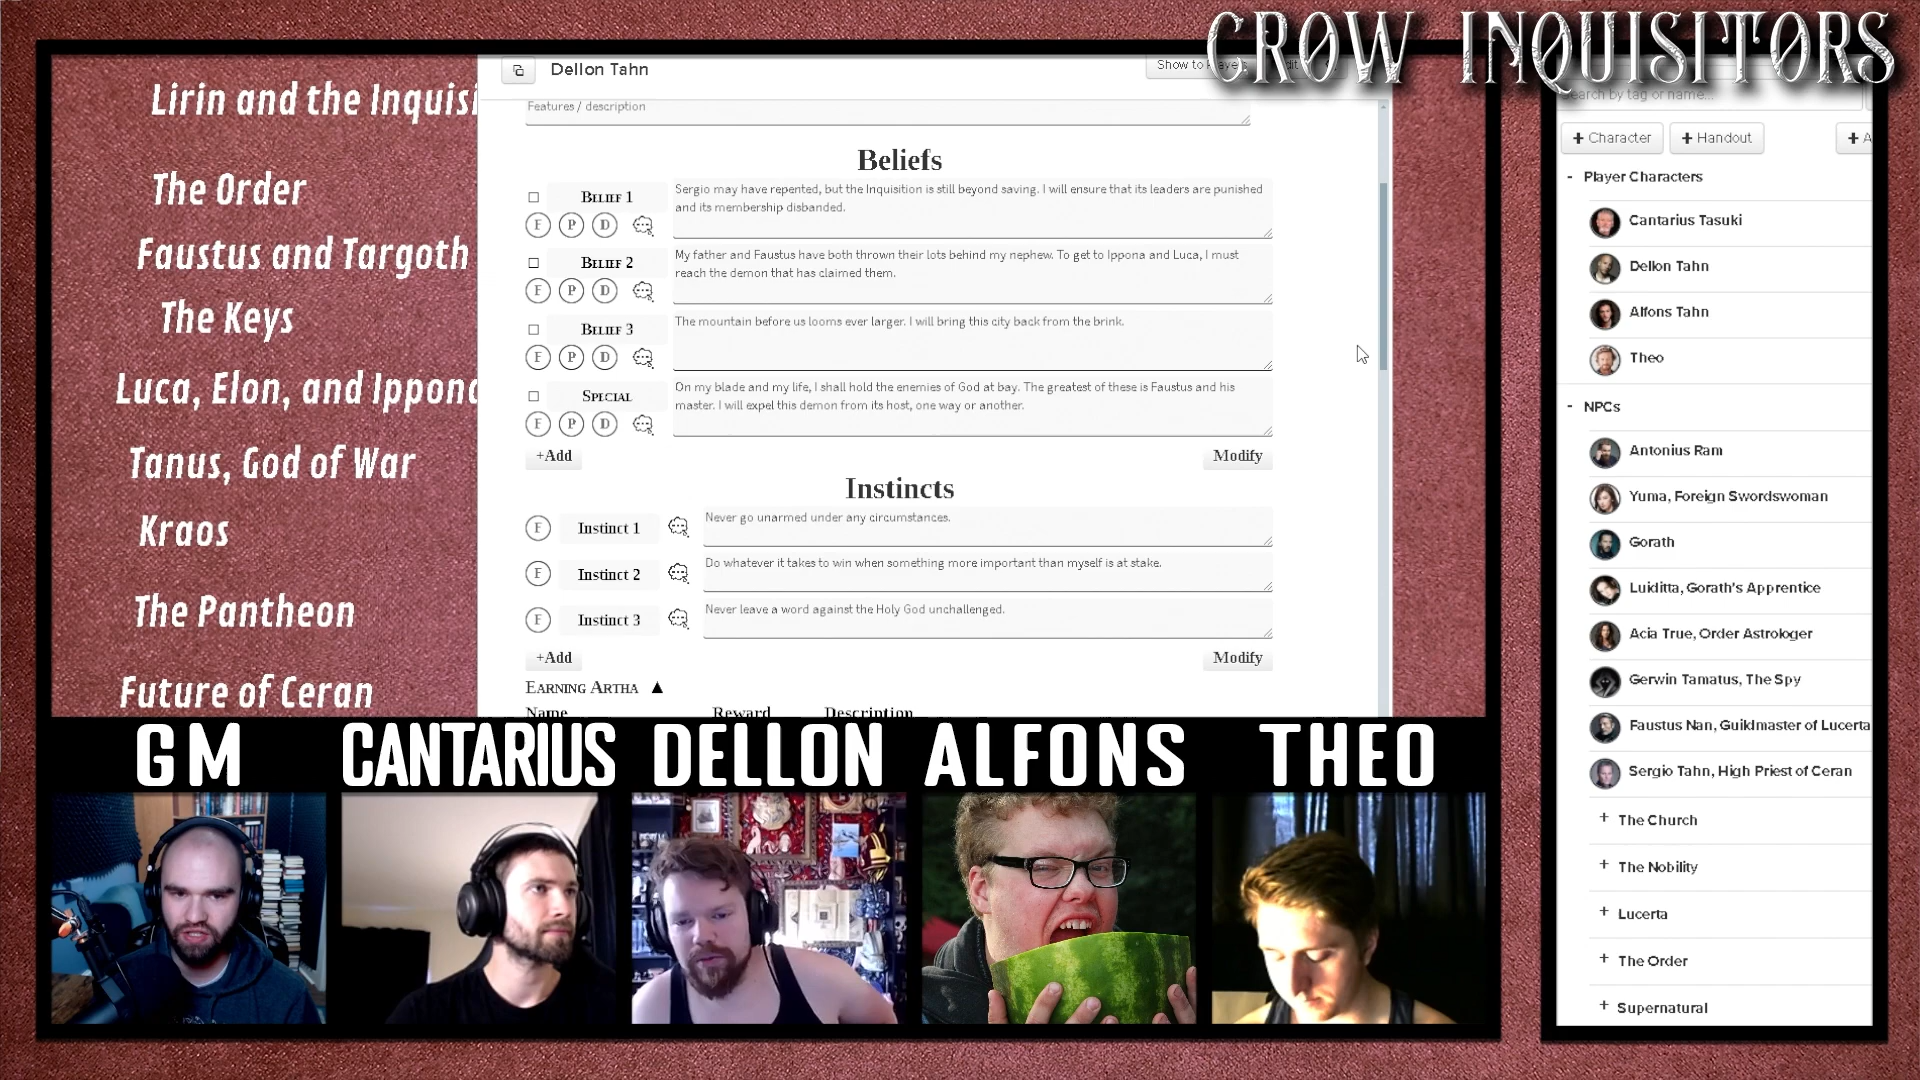 CROW INQUISITORS
Lirin and the Inquisi
The Order
Faustus and Targoth
The Keys
Luca, Elon, and Ippona
Tanus, God of War
Kraos
The Pantheon
Future of Ceran
Dellon Tahn
Show to Players
Features / description
Beliefs
BELIEF 1
F P D
Sergio may have repented, but the Inquisition is still beyond saving. I will ensure that its leaders are punished
and its membership disbanded.
BELIEF 2
F P D
My father and Faustus have both thrown their lots behind my nephew. To get to Ippona and Luca, I must
reach the demon that has claimed them.
BELIEF 3
F P D
The mountain before us looms ever larger. I will bring this city back from the brink.
SPECIAL
F P D
On my blade and my life, I shall hold the enemies of God at bay. The greatest of these is Faustus and his
master. I will expel this demon from its host, one way or another.
+Add
Modify
Instincts
F Instinct 1
Never go unarmed under any circumstances.
F Instinct 2
Do whatever it takes to win when something more important than myself is at stake.
F Instinct 3
Never leave a word against the Holy God unchallenged.
+Add
Modify
EARNING ARTHA ▲
Name Reward Description
Search by tag or name...
+ Character
+ Handout
+ A
- Player Characters
Cantarius Tasuki
Dellon Tahn
Alfons Tahn
Theo
- NPCs
Antonius Ram
Yuma, Foreign Swordswoman
Gorath
Luiditta, Gorath's Apprentice
Acia True, Order Astrologer
Gerwin Tamatus, The Spy
Faustus Nan, Guildmaster of Lucerta
Sergio Tahn, High Priest of Ceran
+ The Church
+ The Nobility
+ Lucerta
+ The Order
+ Supernatural
GM
CANTARIUS
DELLON
ALFONS
THEO